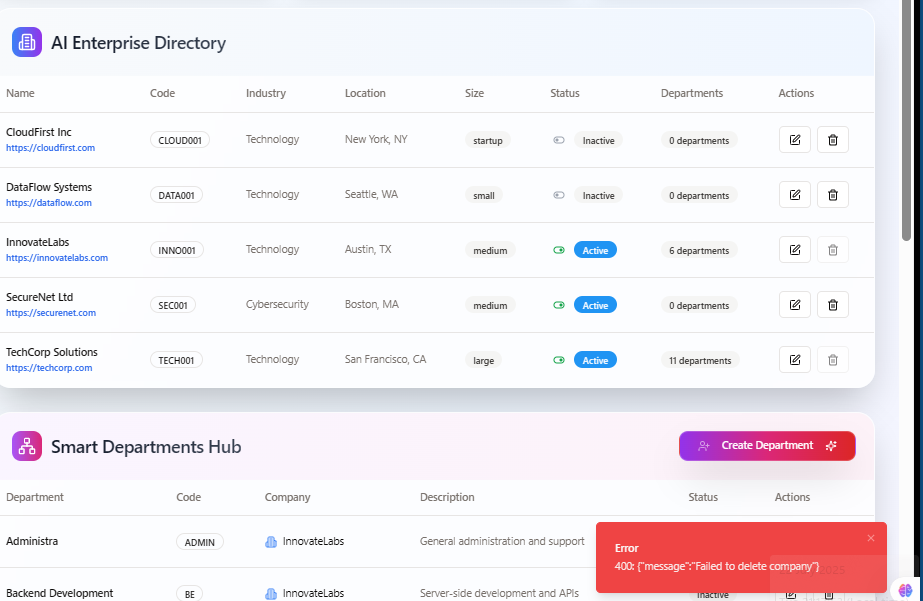 AI Enterprise Directory
Name Code Industry Location Size Status Departments Actions
CloudFirst Inc
https://cloudfirst.com
CLOUD001 Technology New York, NY startup Inactive 0 departments
DataFlow Systems
https://dataflow.com
DATA001 Technology Seattle, WA small Inactive 0 departments
InnovateLabs
https://innovatelabs.com
INNO001 Technology Austin, TX medium Active 6 departments
SecureNet Ltd
https://securenet.com
SEC001 Cybersecurity Boston, MA medium Active 0 departments
TechCorp Solutions
https://techcorp.com
TECH001 Technology San Francisco, CA large Active 11 departments
Smart Departments Hub
Create Department
Department Code Company Description Status Actions
Administra ADMIN InnovateLabs General administration and support
Error
400: {"message":"Failed to delete company"}
Backend Development BE InnovateLabs Server-side development and APIs Inactive